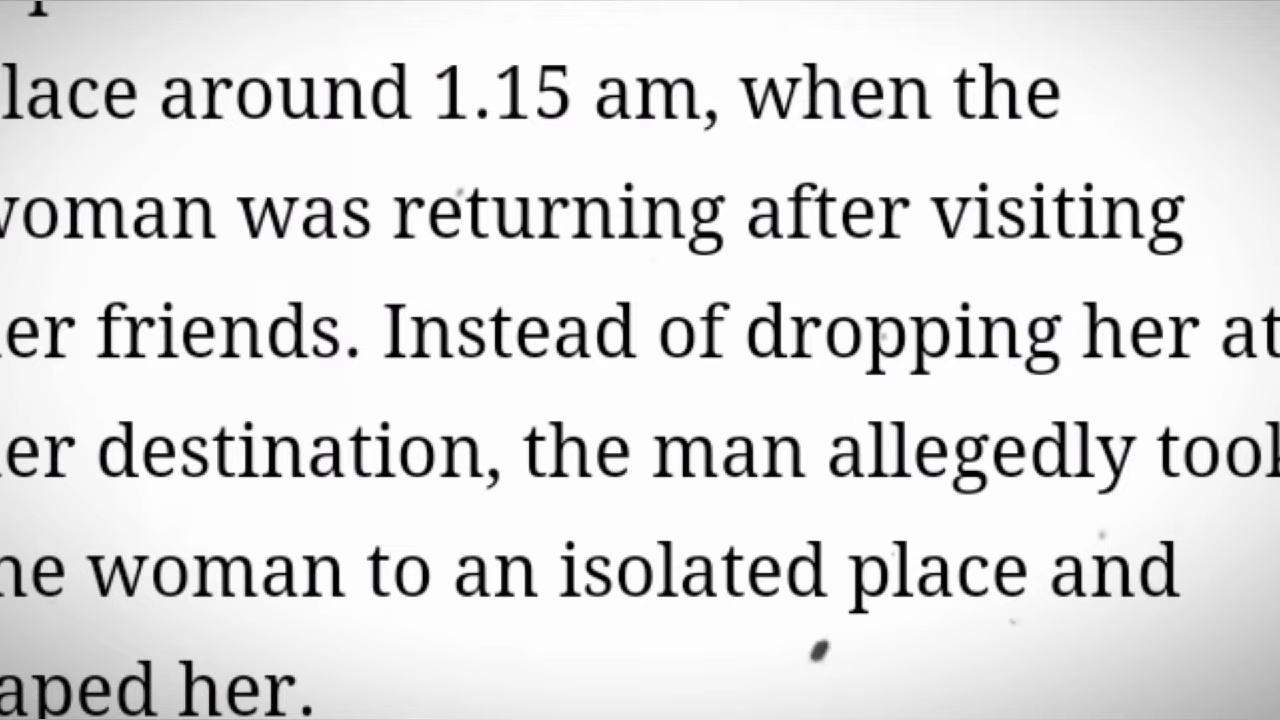 lace around 1.15 am, when the
woman was returning after visiting
er friends. Instead of dropping her at
er destination, the man allegedly took
he woman to an isolated place and
aped her.